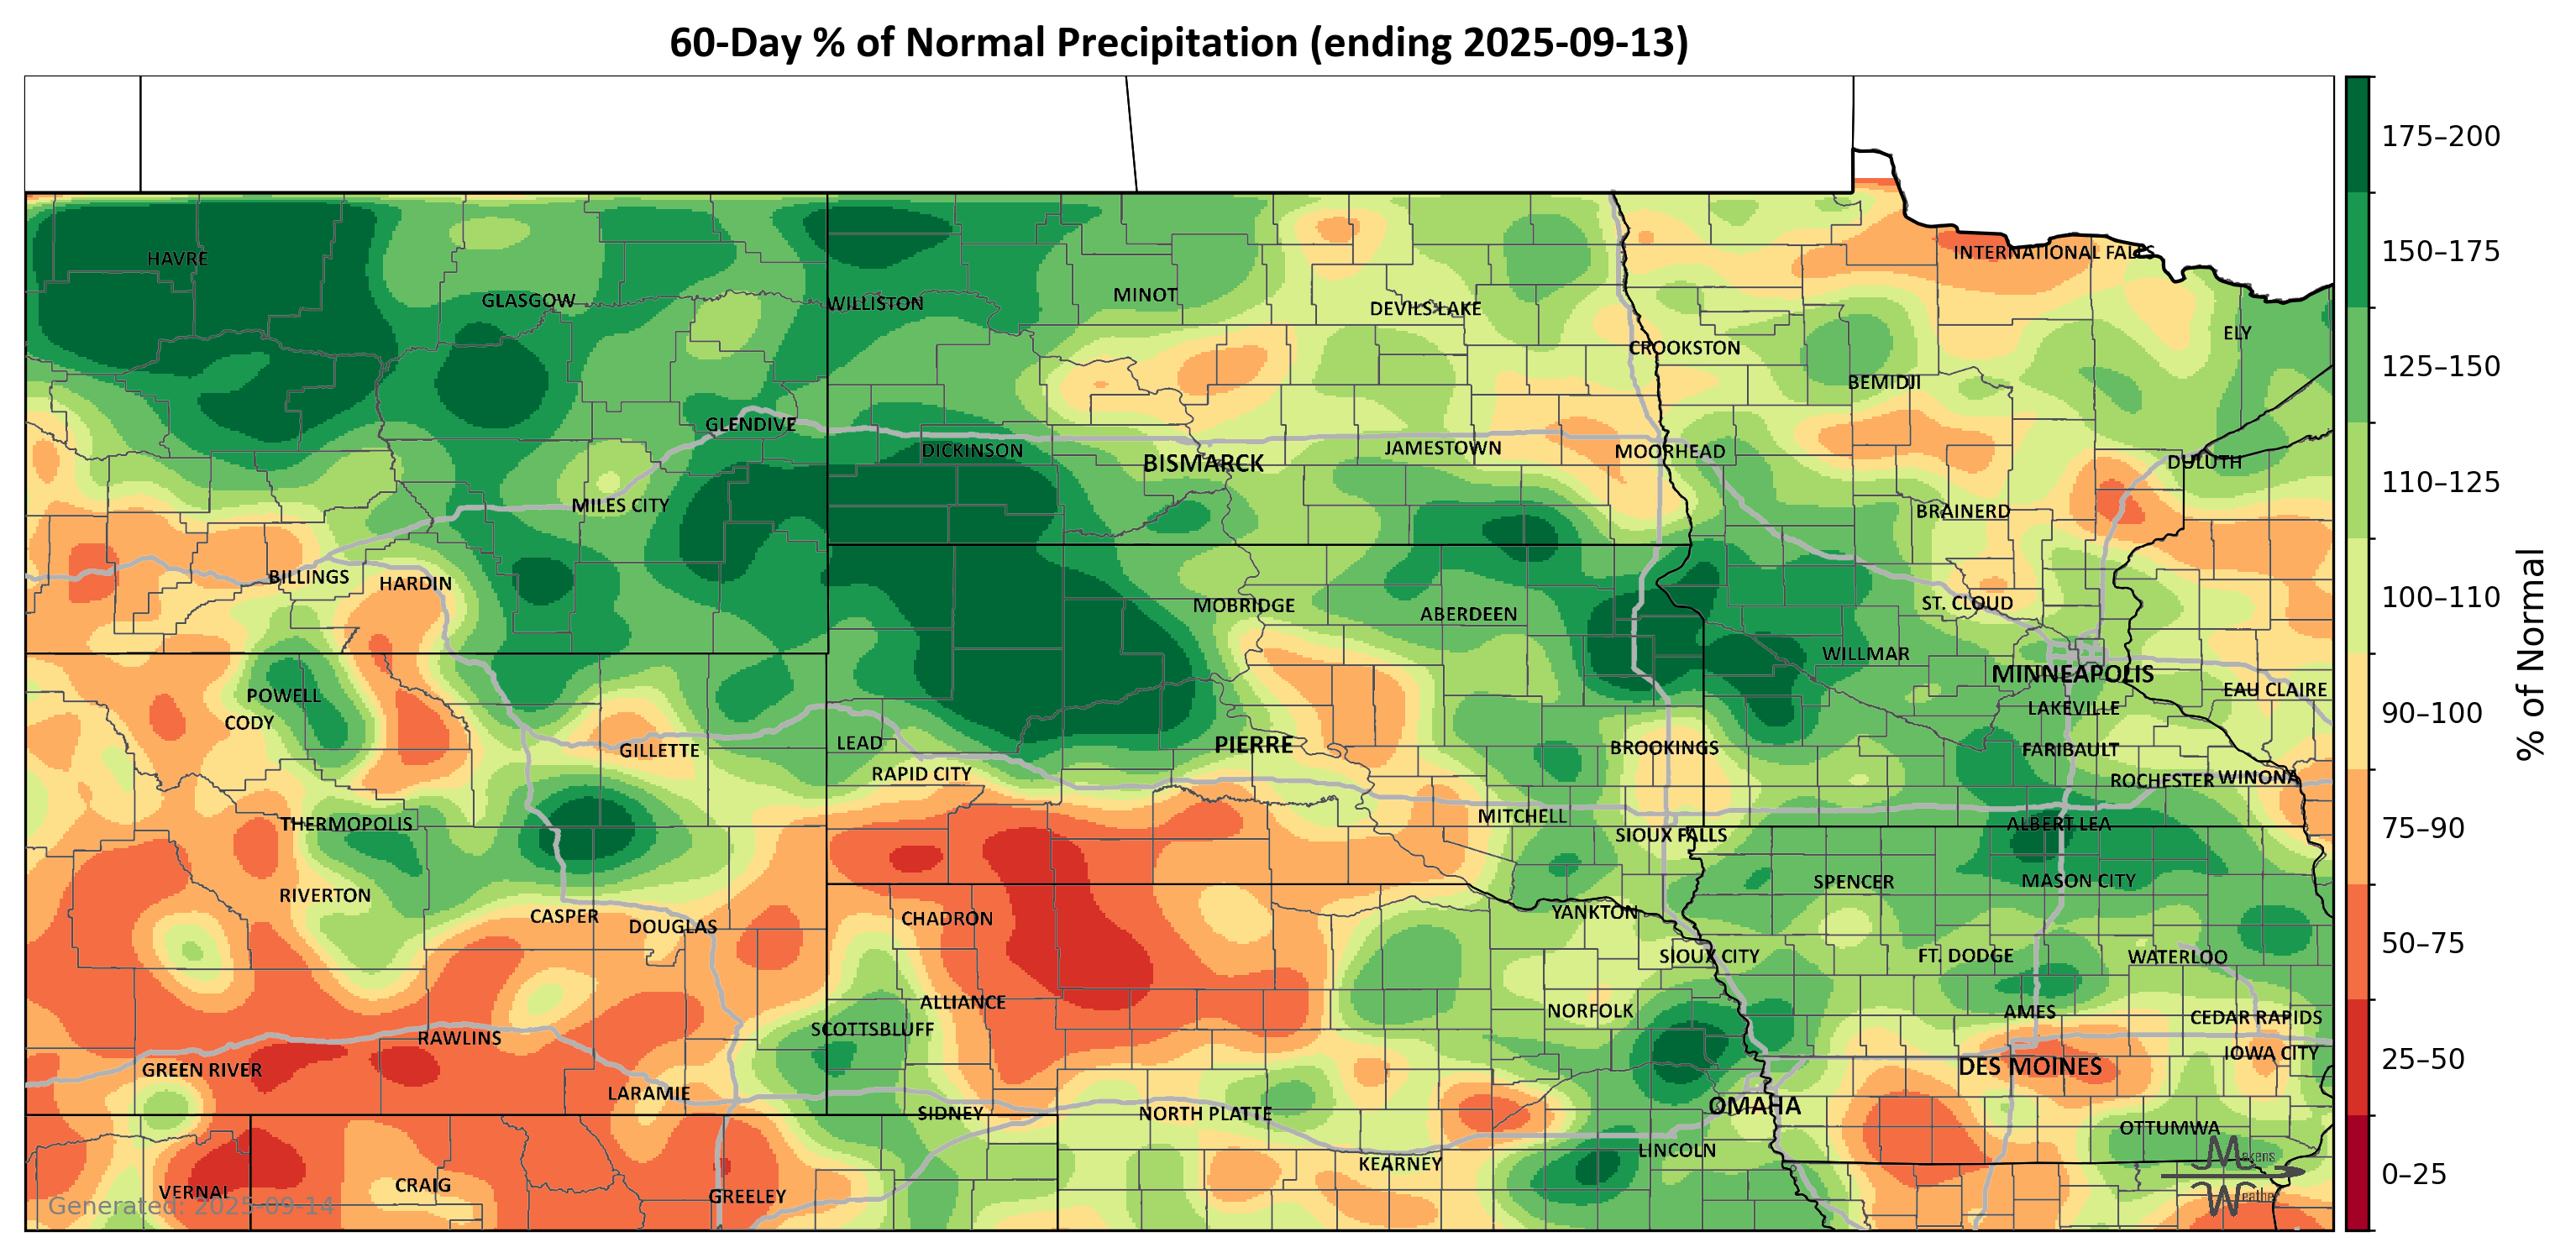 60-Day % of Normal Precipitation (ending 2025-09-13)
HAVRE
GLASGOW
WILLISTON
MINOT
DEVILS LAKE
INTERNATIONAL FALLS
ELY
CROOKSTON
BEMIDJI
GLENDIVE
DICKINSON
BISMARCK
JAMESTOWN
MOORHEAD
DULUTH
MILES CITY
BRAINERD
BILLINGS
HARDIN
MOBRIDGE
ABERDEEN
ST. CLOUD
WILLMAR
MINNEAPOLIS
POWELL
CODY
EAU CLAIRE
LAKEVILLE
GILLETTE
LEAD
PIERRE
BROOKINGS
FARIBAULT
RAPID CITY
ROCHESTER
WINONA
THERMOPOLIS
MITCHELL
SIOUX FALLS
ALBERT LEA
RIVERTON
SPENCER
MASON CITY
CASPER
DOUGLAS
CHADRON
YANKTON
SIOUX CITY
FT. DODGE
WATERLOO
ALLIANCE
NORFOLK
AMES
CEDAR RAPIDS
RAWLINS
SCOTTSBLUFF
IOWA CITY
GREEN RIVER
DES MOINES
LARAMIE
SIDNEY
NORTH PLATTE
OMAHA
OTTUMWA
KEARNEY
LINCOLN
VERNAL
CRAIG
GREELEY
Generated: 2025-09-14
Makens
Weather
175–200
150–175
125–150
110–125
100–110
90–100
75–90
50–75
25–50
0–25
% of Normal